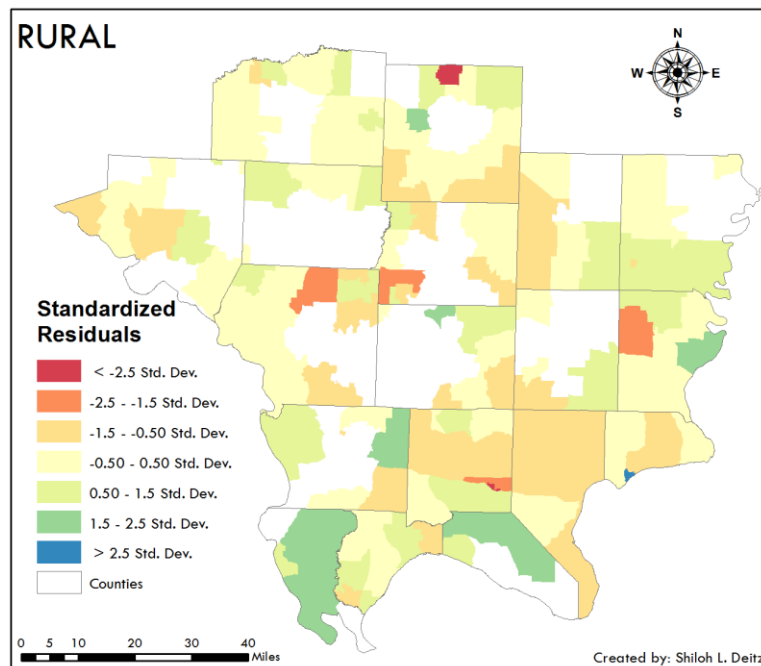 RURAL
N
W E
S
Standardized
Residuals
< -2.5 Std. Dev.
-2.5 - -1.5 Std. Dev.
-1.5 - -0.50 Std. Dev.
-0.50 - 0.50 Std. Dev.
0.50 - 1.5 Std. Dev.
1.5 - 2.5 Std. Dev.
> 2.5 Std. Dev.
Counties
0 5 10 20 30 40
Miles
Created by: Shiloh L. Deitz